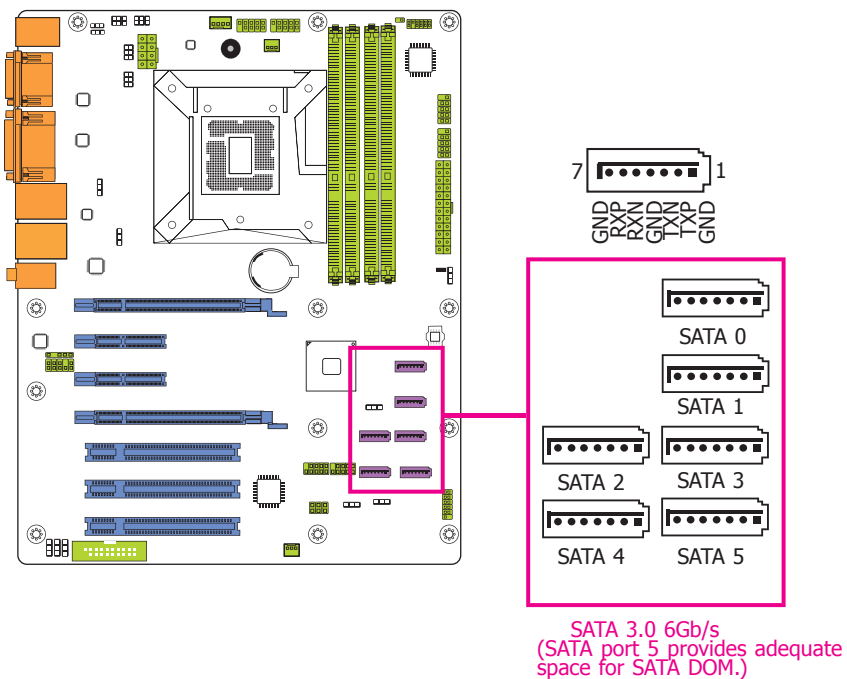 7
1
GND
RXP
RXN
GND
TXN
TXP
GND
SATA 0
SATA 1
SATA 2
SATA 3
SATA 4
SATA 5
SATA 3.0 6Gb/s
(SATA port 5 provides adequate
space for SATA DOM.)